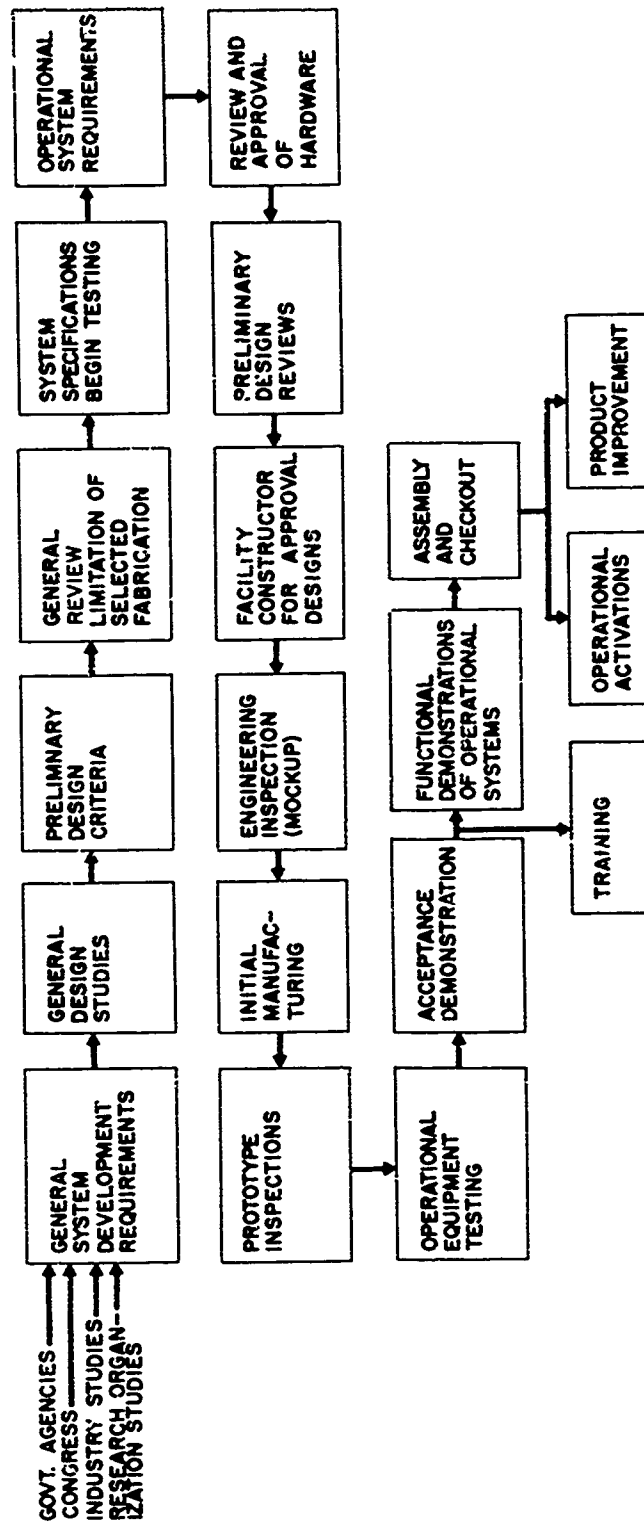 GOVT. AGENCIES
CONGRESS
INDUSTRY STUDIES
RESEARCH ORGAN-
IZATION STUDIES
GENERAL
SYSTEM
DEVELOPMENT
REQUIREMENTS
GENERAL
DESIGN
STUDIES
PRELIMNARY
DESIGN
CRITERIA
GENERAL
REVIEW
LIMITATION OF
SELECTED
FABRICATION
SYSTEM
SPECIFICATIONS
BEGIN TESTING
OPERATIONAL
SYSTEM
REQUIREMENTS
REVIEW AND
APPROVAL
OF
HARDWARE
PRELIMINARY
DESIGN
REVIEWS
FACILITY
CONSTRUCTOR
FOR APPROVAL
DESIGNS
ENGINEERING
INSPECTION
(MOCKUP)
INITIAL
MANUFAC-
TURING
PROTOTYPE
INSPECTIONS
OPERATIONAL
EQUIPMENT
TESTING
ACCEPTANCE
DEMONSTRATION
FUNCTIONAL
DEMONSTRATIONS
OF OPERATIONAL
SYSTEMS
ASSEMBLY
AND
CHECKOUT
TRAINING
OPERATIONAL
ACTIVATIONS
PRODUCT
IMPROVEMENT